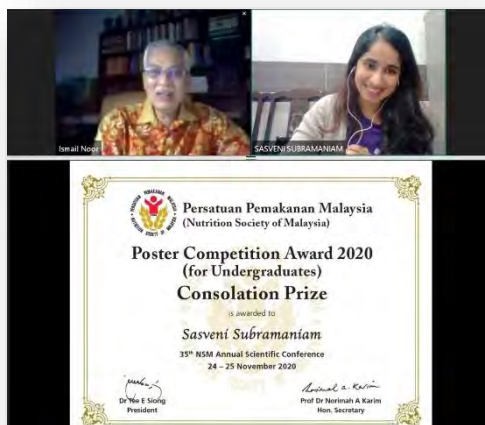 Ismail Noor
SASVENI SUBRAMANIAM
Persatuan Pemakanan Malaysia
(Nutrition Society of Malaysia)
Poster Competition Award 2020
(for Undergraduates)
Consolation Prize
is awarded to
Sasveni Subramaniam
35th NSM Annual Scientific Conference
24 – 25 November 2020
Dr Tee E Siong
President
Norimah A. Karim
Prof Dr Norimah A Karim
Hon. Secretary